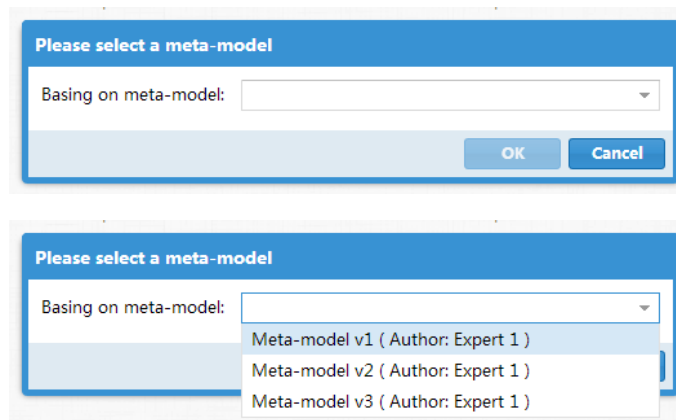 Please select a meta-model
Basing on meta-model:
OK Cancel
Please select a meta-model
Basing on meta-model:
Meta-model v1 ( Author: Expert 1 )
Meta-model v2 ( Author: Expert 1 )
Meta-model v3 ( Author: Expert 1 )